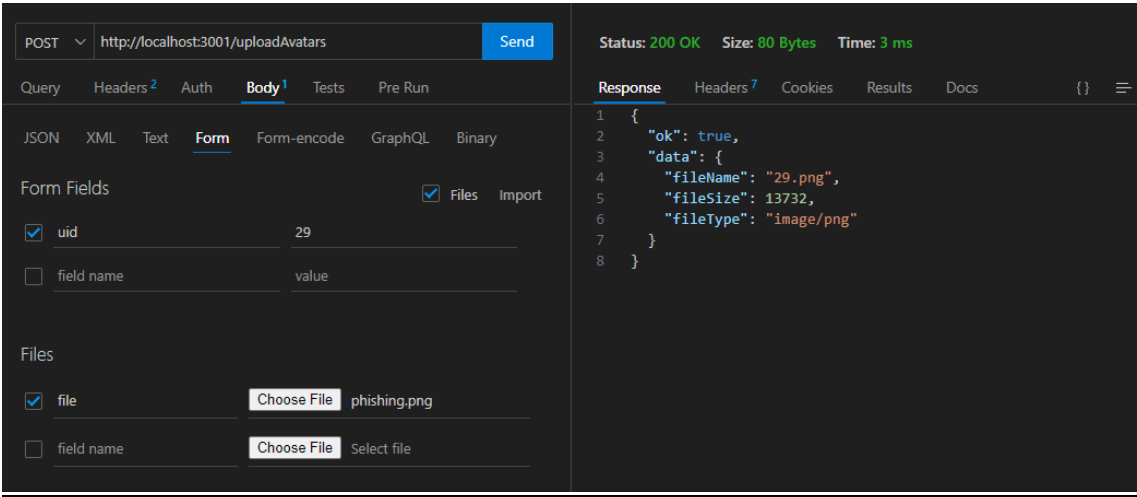 POST http://localhost:3001/uploadAvatars Send
Query Headers 2 Auth Body 1 Tests Pre Run
JSON XML Text Form Form-encode GraphQL Binary
Form Fields Files Import
uid 29
field name value
Files
file Choose File phishing.png
field name Choose File Select file
Status: 200 OK Size: 80 Bytes Time: 3 ms
Response Headers 7 Cookies Results Docs {}
1 {
2 "ok": true,
3 "data": {
4 "fileName": "29.png",
5 "fileSize": 13732,
6 "fileType": "image/png"
7 }
8 }